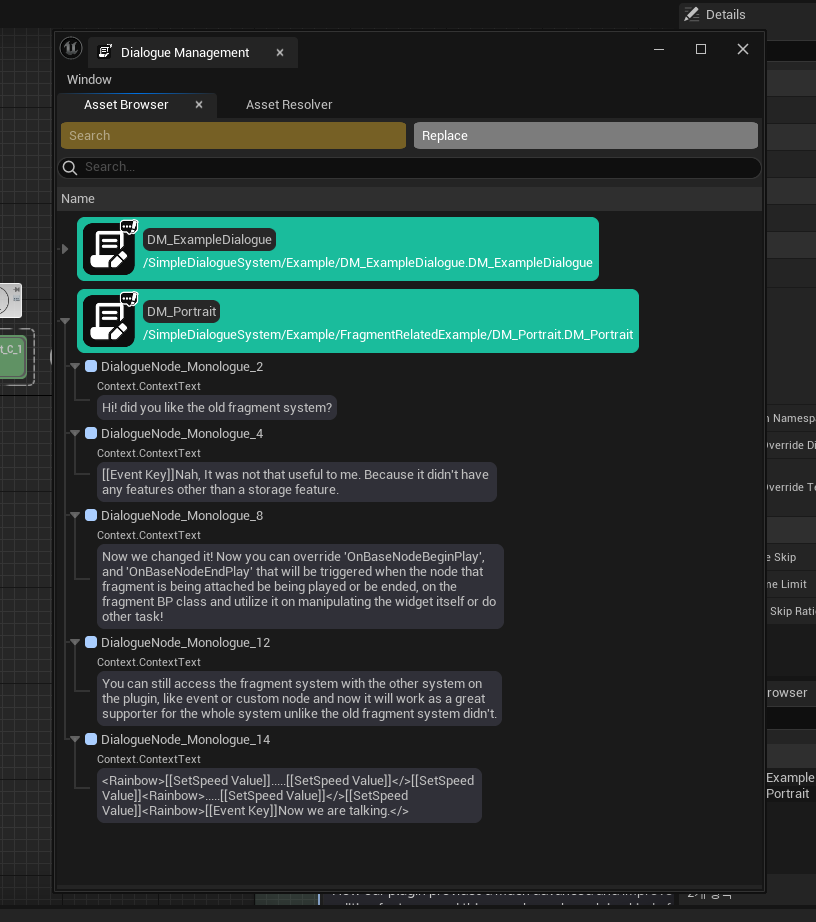 Details
Dialogue Management
Window
Asset Browser
Asset Resolver
Search
Replace
Search...
Name
DM_ExampleDialogue
/SimpleDialogueSystem/Example/DM_ExampleDialogue.DM_ExampleDialogue
DM_Portrait
/SimpleDialogueSystem/Example/FragmentRelatedExample/DM_Portrait.DM_Portrait
t_C_1
DialogueNode_Monologue_2
Context.ContextText
Hi! did you like the old fragment system?
DialogueNode_Monologue_4
Context.ContextText
[[Event Key]]Nah, It was not that useful to me. Because it didn't have
any features other than a storage feature.
DialogueNode_Monologue_8
Context.ContextText
Now we changed it! Now you can override 'OnBaseNodeBeginPlay',
and 'OnBaseNodeEndPlay' that will be triggered when the node that
fragment is being attached be being played or be ended, on the
fragment BP class and utilize it on manipulating the widget itself or do
other task!
DialogueNode_Monologue_12
Context.ContextText
You can still access the fragment system with the other system on
the plugin, like event or custom node and now it will work as a great
supporter for the whole system unlike the old fragment system didn't.
DialogueNode_Monologue_14
Context.ContextText
<Rainbow>[[SetSpeed Value]].....[[SetSpeed Value]]</>[[SetSpeed
Value]]<Rainbow>.....[[SetSpeed Value]]</>[[SetSpeed
Value]]<Rainbow>[[Event Key]]Now we are talking.</>
n Namesp
verride Di
verride Te
e Skip
me Limit
Skip Ratio
rowser
Example
Portrait